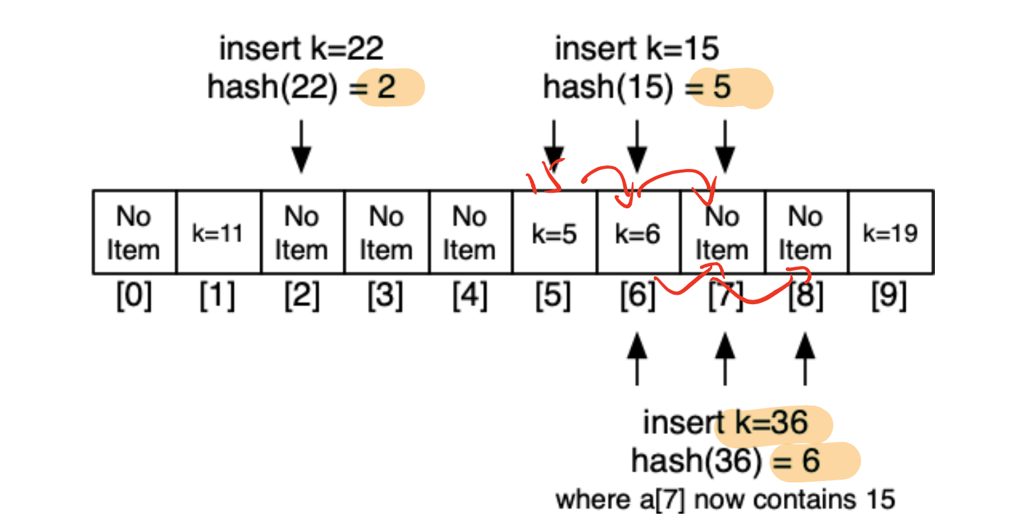 insert k=22
hash(22) = 2
insert k=15
hash(15) = 5
15
No Item
k=11
No Item
No Item
No Item
k=5
k=6
No Item
No Item
k=19
[0] [1] [2] [3] [4] [5] [6] [7] [8] [9]
insert k=36
hash(36) = 6
where a[7] now contains 15